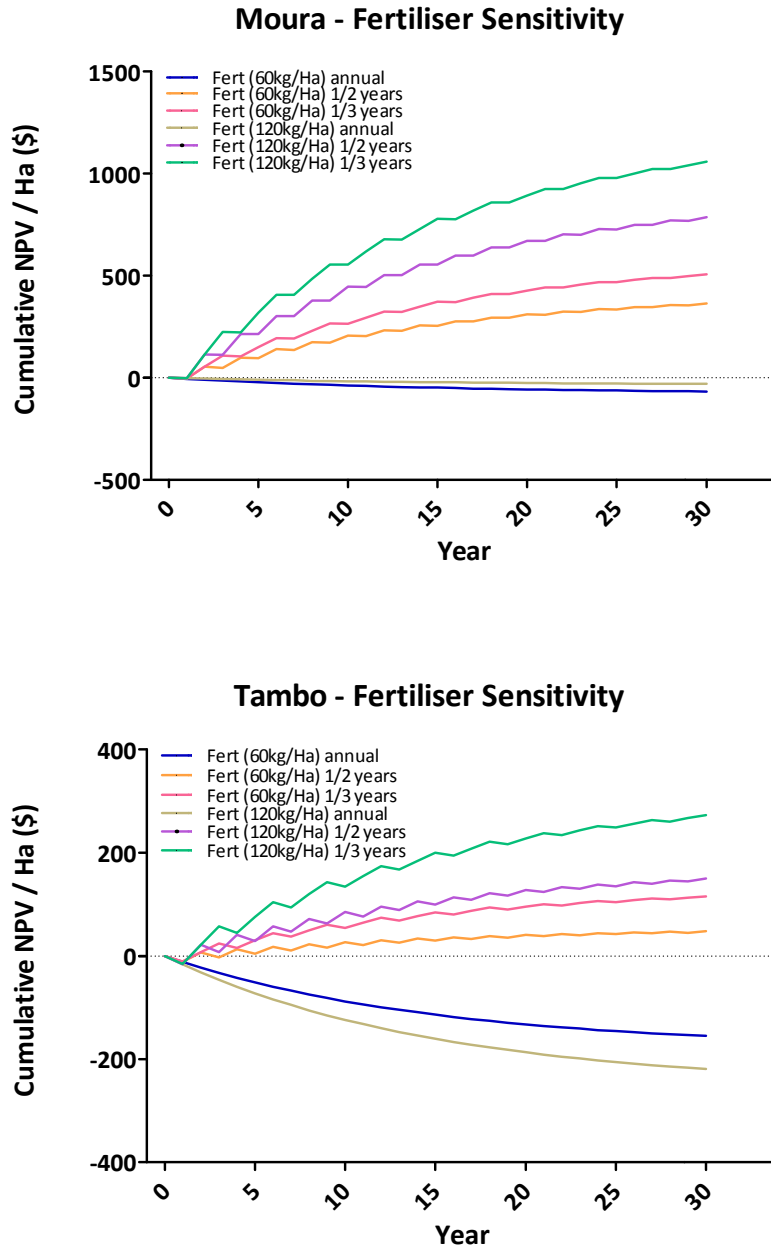 Moura - Fertiliser Sensitivity
1500
1000
500
0
-500
Cumulative NPV / Ha ($)
Fert (60kg/Ha) annual
Fert (60kg/Ha) 1/2 years
Fert (60kg/Ha) 1/3 years
Fert (120kg/Ha) annual
Fert (120kg/Ha) 1/2 years
Fert (120kg/Ha) 1/3 years
0 5 10 15 20 25 30
Year
Tambo - Fertiliser Sensitivity
400
200
0
-200
-400
Cumulative NPV / Ha ($)
Fert (60kg/Ha) annual
Fert (60kg/Ha) 1/2 years
Fert (60kg/Ha) 1/3 years
Fert (120kg/Ha) annual
Fert (120kg/Ha) 1/2 years
Fert (120kg/Ha) 1/3 years
0 5 10 15 20 25 30
Year